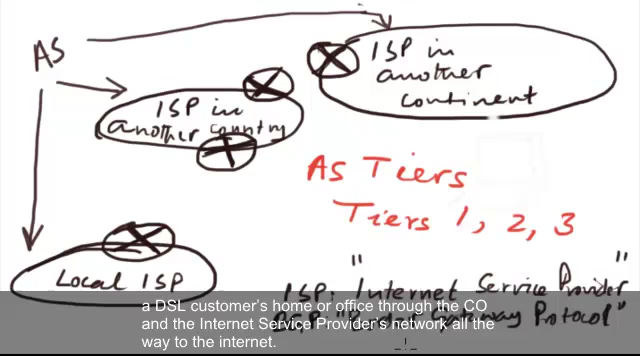 AS
ISP in
another
continent
ISP in
another country
AS Tiers
Tiers 1, 2, 3
Local ISP
ISP: "Internet Service Provider"
BGP: "Border Gateway Protocol"
a DSL customer's home or office through the CO
and the Internet Service Provider's network all the
way to the internet.